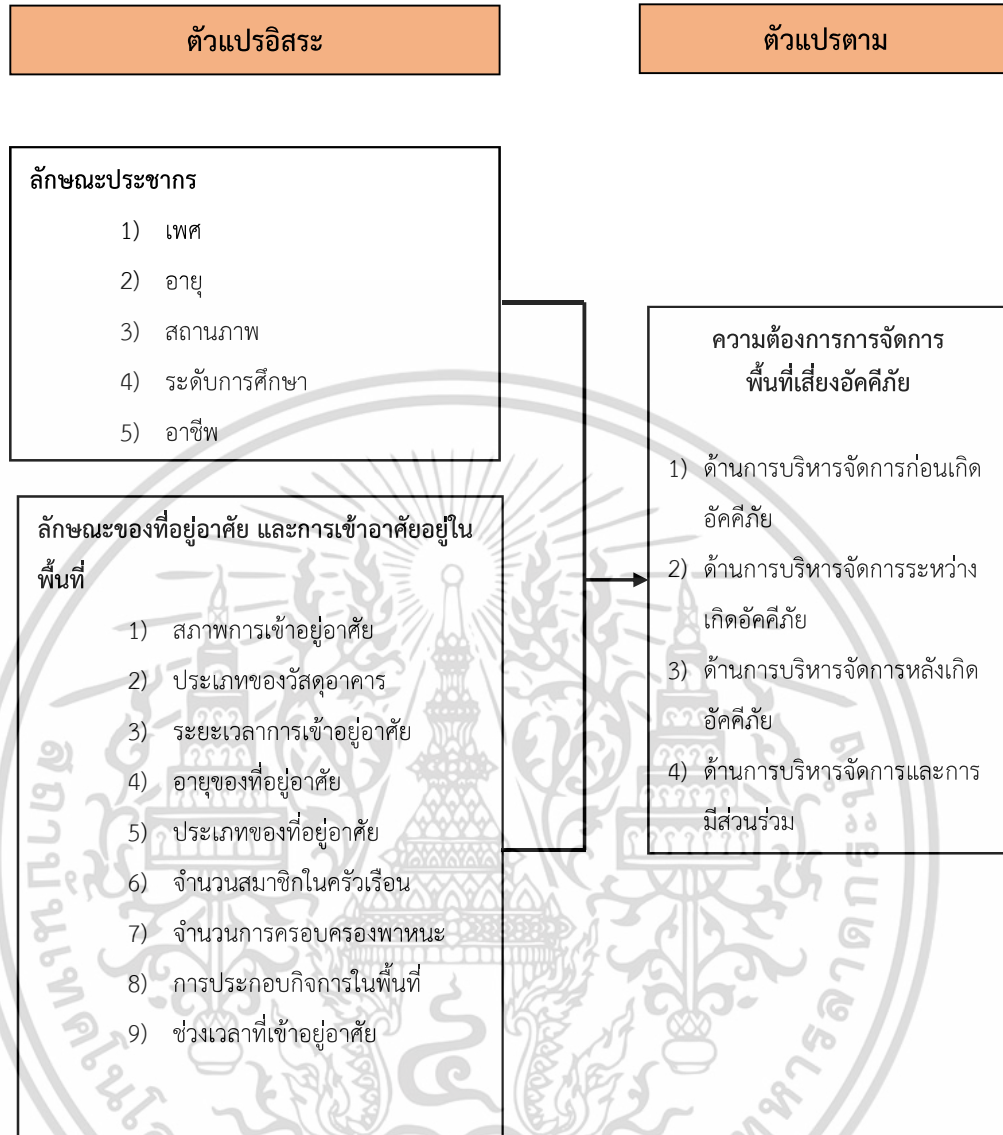 ตัวแปรอิสระ
ตัวแปรตาม
ลักษณะประชากร
1) เพศ
2) อายุ
3) สถานภาพ
4) ระดับการศึกษา
5) อาชีพ
ลักษณะของที่อยู่อาศัย และการเข้าอาศัยอยู่ใน
พื้นที่
1) สภาพการเข้าอยู่อาศัย
2) ประเภทของวัสดุอาคาร
3) ระยะเวลาการเข้าอยู่อาศัย
4) อายุของที่อยู่อาศัย
5) ประเภทของที่อยู่อาศัย
6) จำนวนสมาชิกในครัวเรือน
7) จำนวนการครอบครองพาหนะ
8) การประกอบกิจการในพื้นที่
9) ช่วงเวลาที่เข้าอยู่อาศัย
ความต้องการการจัดการ
พื้นที่เสี่ยงอัคคีภัย
1) ด้านการบริหารจัดการก่อนเกิด
อัคคีภัย
2) ด้านการบริหารจัดการระหว่าง
เกิดอัคคีภัย
3) ด้านการบริหารจัดการหลังเกิด
อัคคีภัย
4) ด้านการบริหารจัดการและการ
มีส่วนร่วม